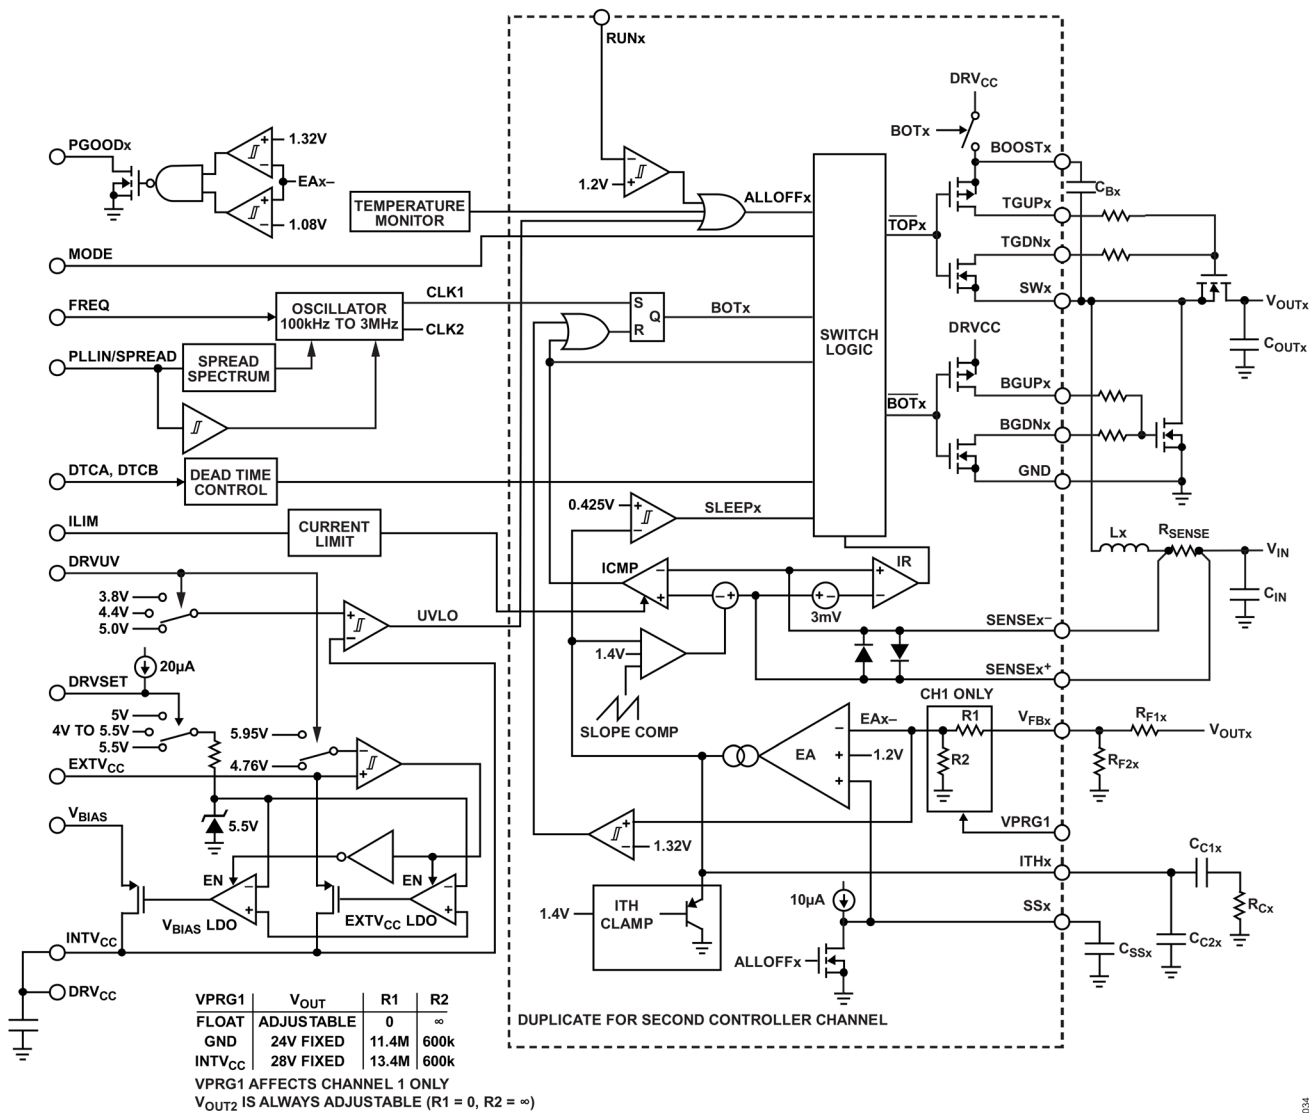 RUNx
DRVCC
BOTx
BOOSTx
CBx
TGUPx
TGDNx
SWx
TOPx
VOUTx
COUTx
PGOODx
1.32V
EAx–
1.08V
1.2V
TEMPERATURE
MONITOR
ALLOFFx
MODE
FREQ
OSCILLATOR
100kHz TO 3MHz
CLK1
CLK2
S
R
Q
BOTx
SWITCH
LOGIC
DRVCC
BGUPx
BOTx
BGDNx
GND
PLLIN/SPREAD
SPREAD
SPECTRUM
DTCA, DTCB
DEAD TIME
CONTROL
0.425V
SLEEPx
ILIM
CURRENT
LIMIT
ICMP
IR
3mV
Lx
RSENSE
VIN
CIN
DRVUV
3.8V
4.4V
5.0V
UVLO
SENSEx–
SENSEx+
1.4V
SLOPE COMP
20µA
DRVSET
5V
4V TO 5.5V
5.5V
5.95V
4.76V
EXTVCC
CH1 ONLY
R1
R2
VFBx
RF1x
VOUTx
RF2x
EAx–
EA
1.2V
VPRG1
1.32V
VBIAS
5.5V
EN
EN
VBIAS LDO
EXTVCC LDO
INTVCC
DRVCC
ITHx
CC1x
RCx
CC2x
1.4V
ITH
CLAMP
10µA
SSx
CSSx
ALLOFFx
DUPLICATE FOR SECOND CONTROLLER CHANNEL
VPRG1 VOUT R1 R2
FLOAT ADJUSTABLE 0 ∞
GND 24V FIXED 11.4M 600k
INTVCC 28V FIXED 13.4M 600k
VPRG1 AFFECTS CHANNEL 1 ONLY
VOUT2 IS ALWAYS ADJUSTABLE (R1 = 0, R2 = ∞)
034